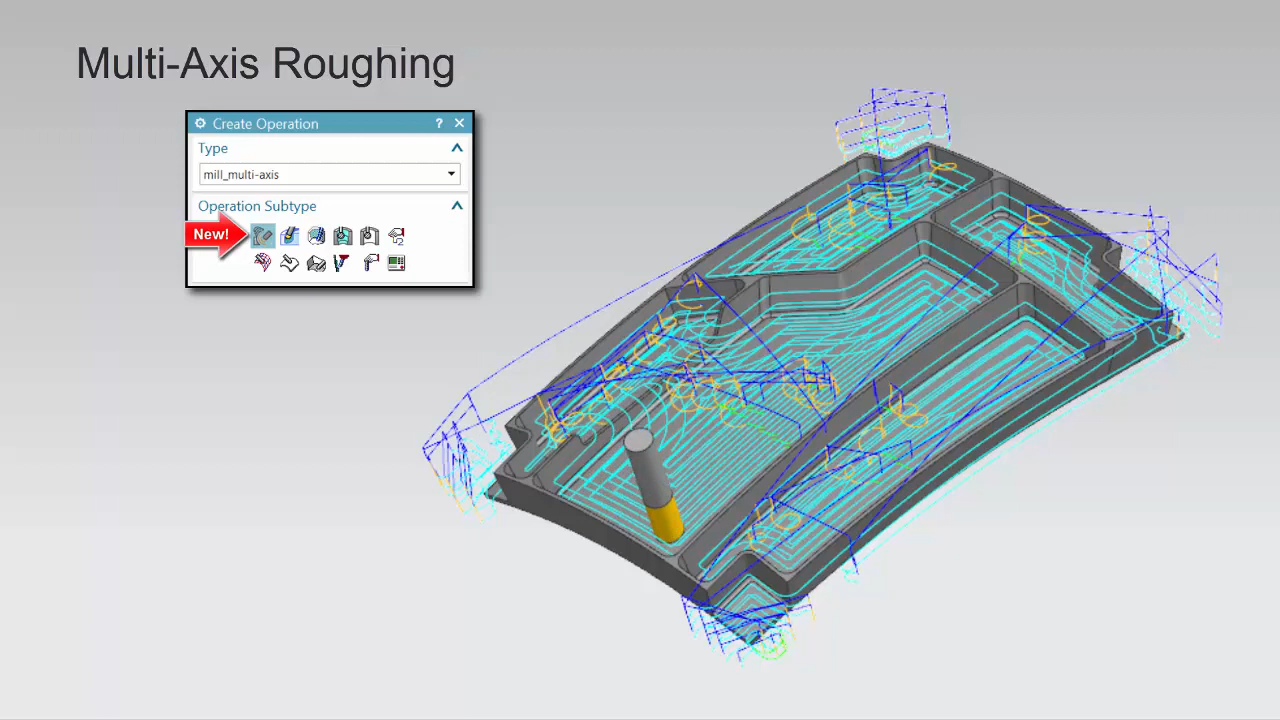 Multi-Axis Roughing
Create Operation ?
Type
mill_multi-axis
Operation Subtype
New!